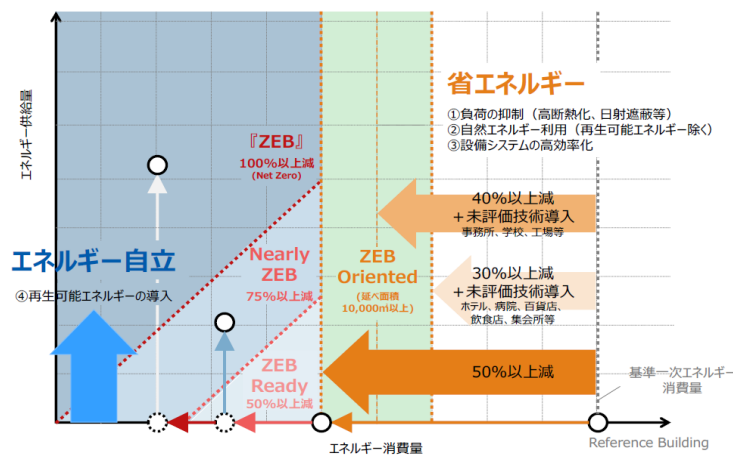 エネルギー供給量
『ZEB』
100%以上減
(Net Zero)
省エネルギー
①負荷の抑制（高断熱化、日射遮蔽等）
②自然エネルギー利用（再生可能エネルギー除く）
③設備システムの高効率化
40%以上減
＋未評価技術導入
事務所、学校、工場等
エネルギー自立
④再生可能エネルギーの導入
Nearly
ZEB
75%以上減
ZEB
Oriented
(延べ面積
10,000㎡以上)
30%以上減
＋未評価技術導入
ホテル、病院、百貨店、
飲食店、集会所等
ZEB
Ready
50%以上減
50%以上減
基準一次エネルギー
消費量
エネルギー消費量
Reference Building